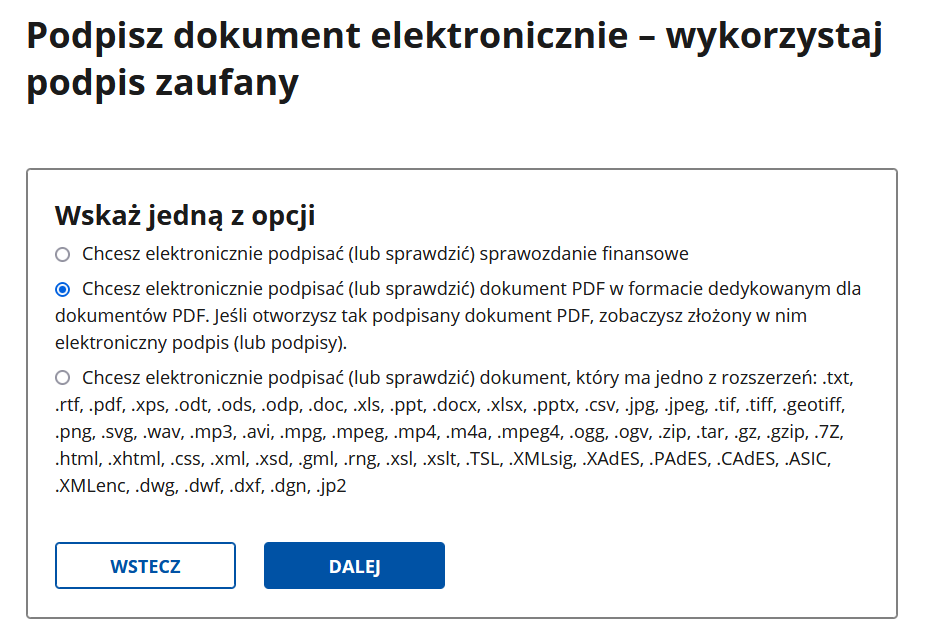 Podpisz dokument elektronicznie – wykorzystaj
podpis zaufany
Wskaż jedną z opcji
Chcesz elektronicznie podpisać (lub sprawdzić) sprawozdanie finansowe
Chcesz elektronicznie podpisać (lub sprawdzić) dokument PDF w formacie dedykowanym dla
dokumentów PDF. Jeśli otworzysz tak podpisany dokument PDF, zobaczysz złożony w nim
elektroniczny podpis (lub podpisy).
Chcesz elektronicznie podpisać (lub sprawdzić) dokument, który ma jedno z rozszerzeń: .txt,
.rtf, .pdf, .xps, .odt, .ods, .odp, .doc, .xls, .ppt, .docx, .xlsx, .pptx, .csv, .jpg, .jpeg, .tif, .tiff, .geotiff,
.png, .svg, .wav, .mp3, .avi, .mpg, .mpeg, .mp4, .m4a, .mpeg4, .ogg, .ogv, .zip, .tar, .gz, .gzip, .7Z,
.html, .xhtml, .css, .xml, .xsd, .gml, .rng, .xsl, .xslt, .TSL, .XMLsig, .XAdES, .PAdES, .CAdES, .ASIC,
.XMLenc, .dwg, .dwf, .dxf, .dgn, .jp2
WSTECZ
DALEJ